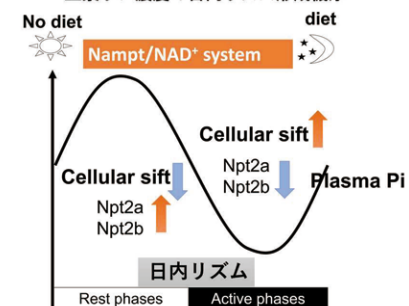 No diet
diet
Nampt/NAD⁺ system
Cellular sift
Cellular sift
Npt2a
Npt2b
Plasma Pi
Npt2a
Npt2b
日内リズム
Rest phases
Active phases